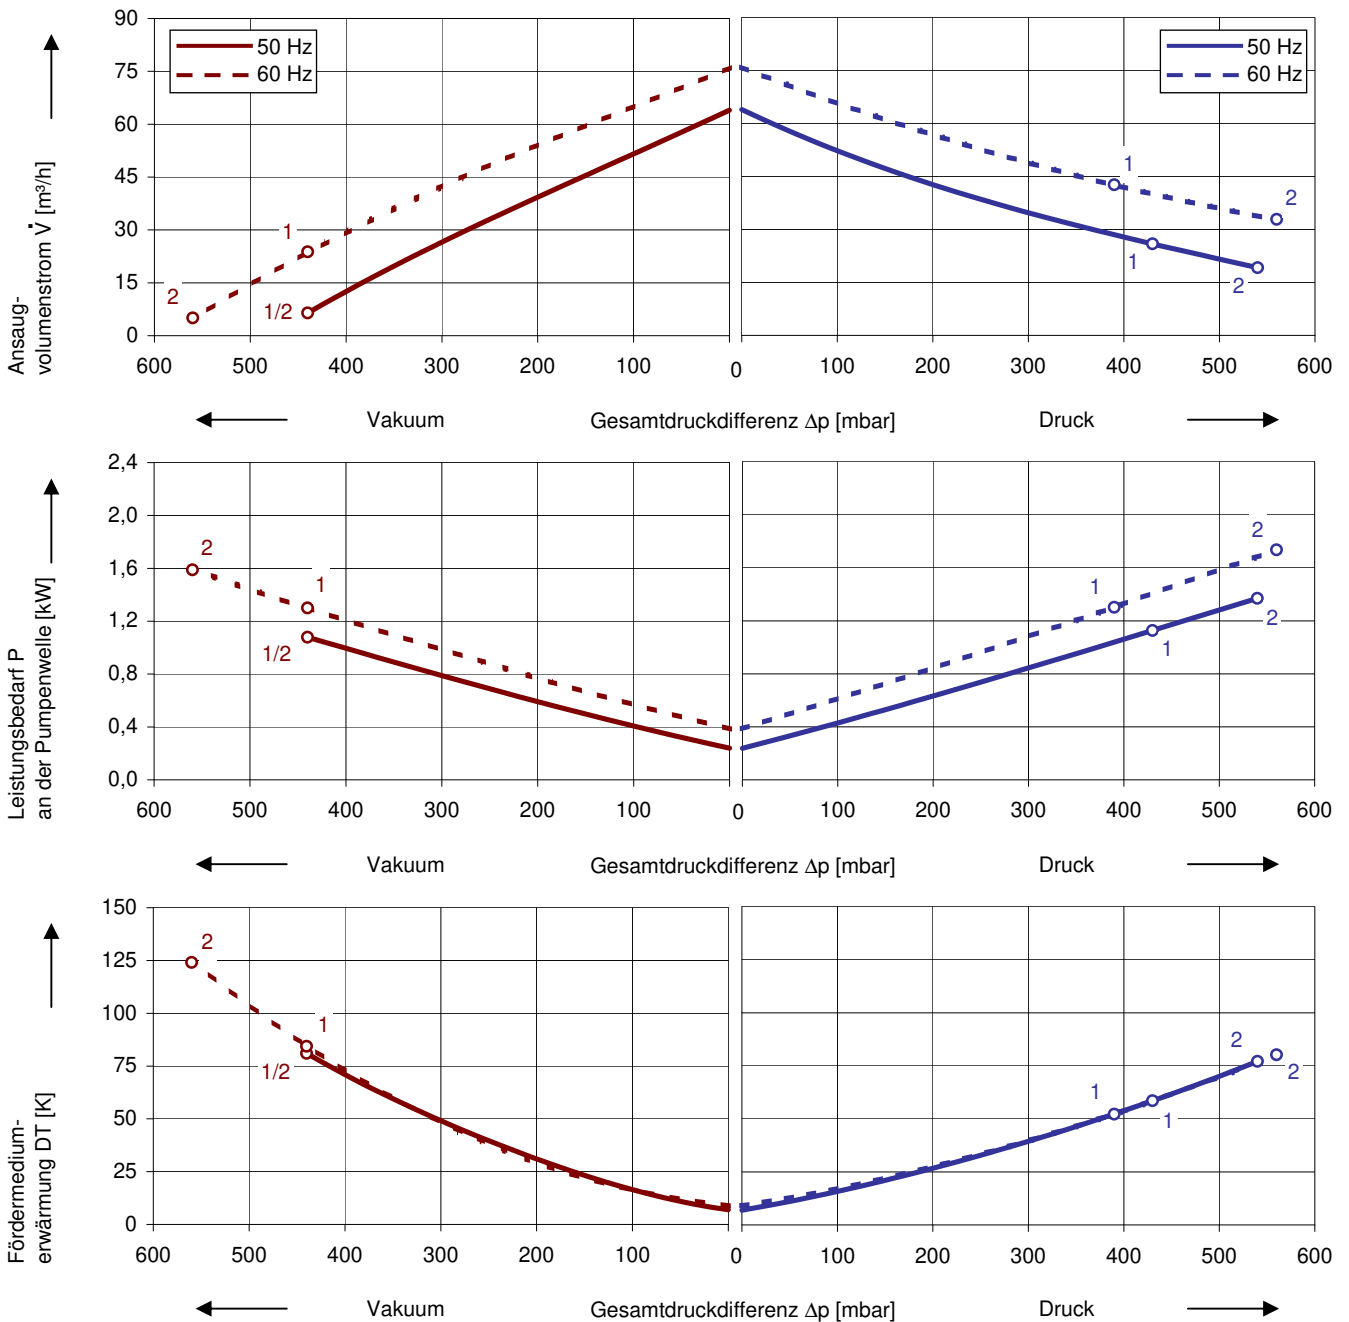 90
75
60
45
30
15
0
Ansaug-
volumenstrom V̇ [m³/h]
50 Hz
60 Hz
50 Hz
60 Hz
1
2
1/2
1
2
1
2
600 500 400 300 200 100 0 100 200 300 400 500 600
Vakuum Gesamtdruckdifferenz Δp [mbar] Druck
2,4
2,0
1,6
1,2
0,8
0,4
0,0
Leistungsbedarf P
an der Pumpenwelle [kW]
2
1
1/2
2
1
2
1
600 500 400 300 200 100 0 100 200 300 400 500 600
Vakuum Gesamtdruckdifferenz Δp [mbar] Druck
150
125
100
75
50
25
0
Fördermedium-
erwärmung DT [K]
2
1
1/2
2
2
1
1
600 500 400 300 200 100 0 100 200 300 400 500 600
Vakuum Gesamtdruckdifferenz Δp [mbar] Druck